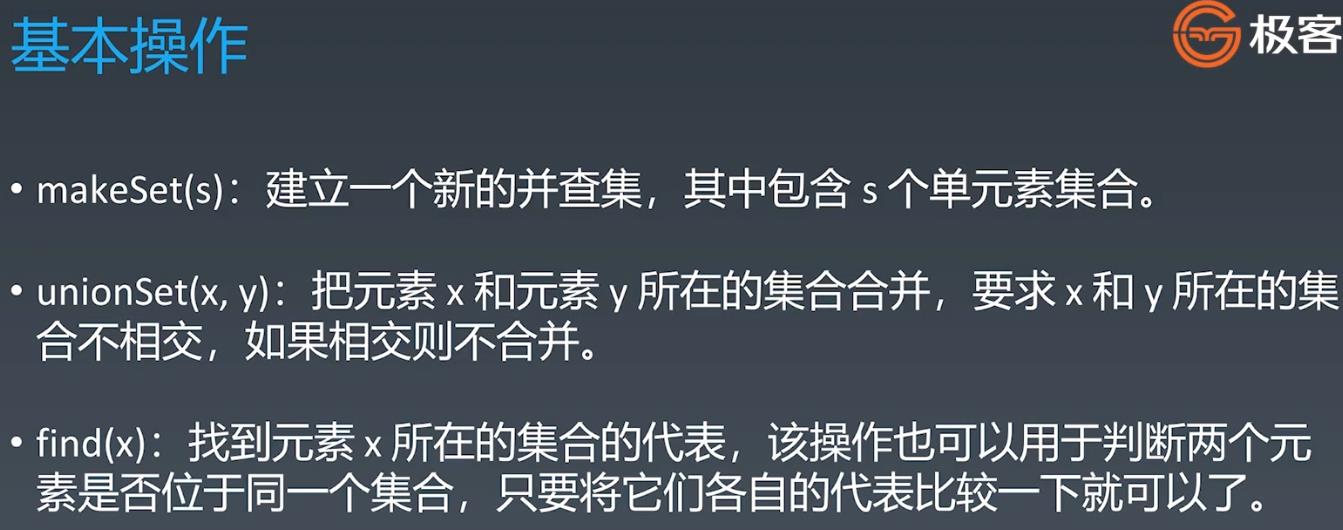 基本操作
极客
• makeSet(s)：建立一个新的并查集，其中包含 s 个单元素集合。
• unionSet(x, y)：把元素 x 和元素 y 所在的集合合并，要求 x 和 y 所在的集
合不相交，如果相交则不合并。
• find(x)：找到元素 x 所在的集合的代表，该操作也可以用于判断两个元
素是否位于同一个集合，只要将它们各自的代表比较一下就可以了。